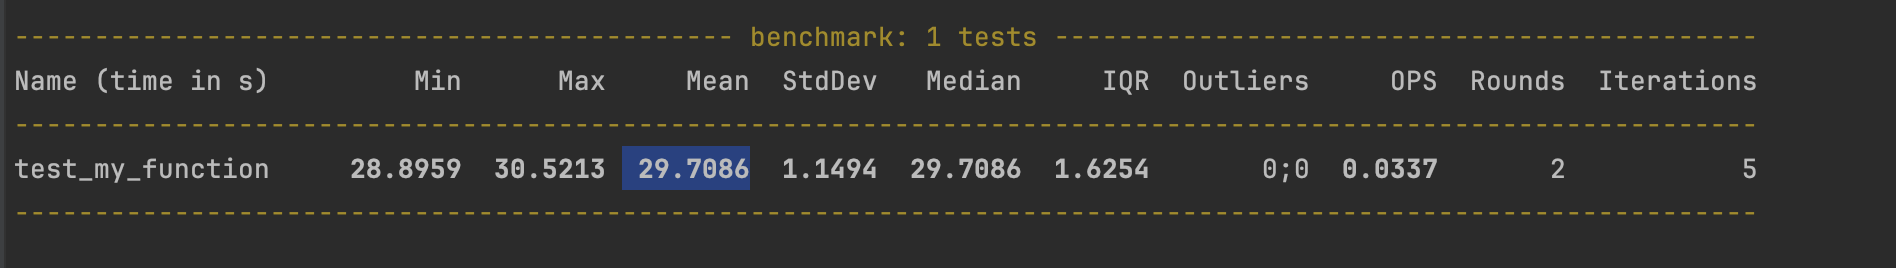 --------------------------------------------- benchmark: 1 tests --------------------------------------------
Name (time in s)         Min      Max     Mean  StdDev   Median     IQR  Outliers     OPS  Rounds  Iterations
-------------------------------------------------------------------------------------------------------------
test_my_function     28.8959  30.5213  29.7086  1.1494  29.7086  1.6254       0;0  0.0337       2           5
-------------------------------------------------------------------------------------------------------------